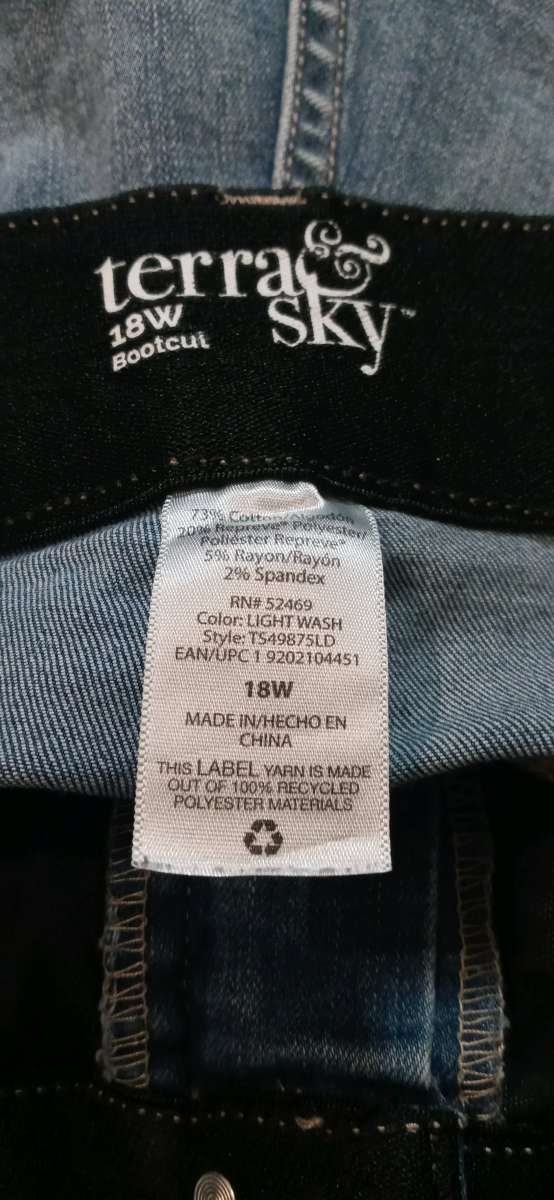 terra &
sky™
18W
Bootcut
73% Cotton/Algodón
20% Repreve® Polyester/
Poliéster Repreve®
5% Rayon/Rayón
2% Spandex
RN# 52469
Color: LIGHT WASH
Style: TS49875LD
EAN/UPC 1 9202104451
18W
MADE IN/HECHO EN
CHINA
THIS LABEL YARN IS MADE
OUT OF 100% RECYCLED
POLYESTER MATERIALS